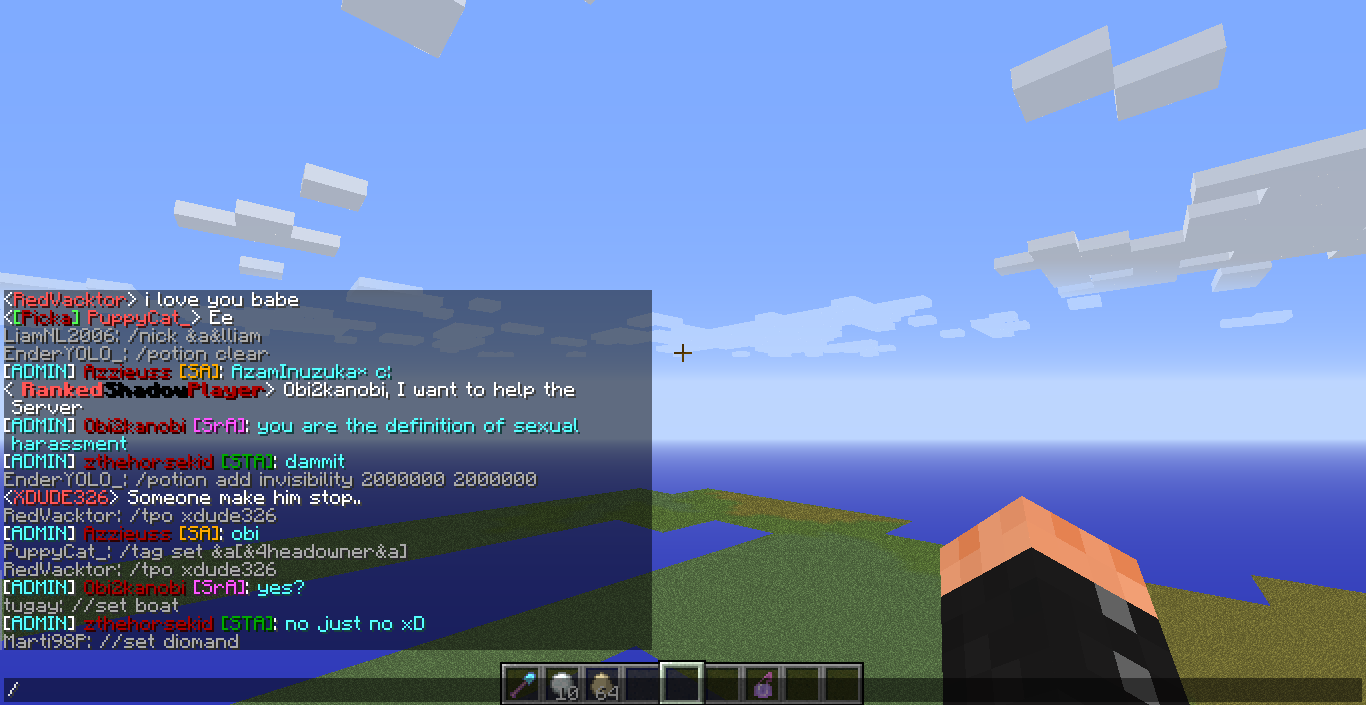 <RedVacktor> i love you babe
<[Picka] PuppyCat_> Ee
LiamNL2006: /nick &a&lliam
EnderYOLO_: /potion clear
[ADMIN] Azzieuss [SA]: AzamInuzuka* c:
< RankedShadowPlayer> Obi2kanobi, I want to help the
Server
[ADMIN] Obi2kanobi [SrA]: you are the definition of sexual
harassment
[ADMIN] zthehorsekid [STA]: dammit
EnderYOLO_: /potion add invisibility 2000000 2000000
<XDUDE326> Someone make him stop..
RedVacktor: /tpo xdude326
[ADMIN] Azzieuss [SA]: obi
PuppyCat_: /tag set &a[&4headowner&a]
RedVacktor: /tpo xdude326
[ADMIN] Obi2kanobi [SrA]: yes?
tugay: //set boat
[ADMIN] zthehorsekid [STA]: no just no xD
Marti98P: //set diomand
10 64
/